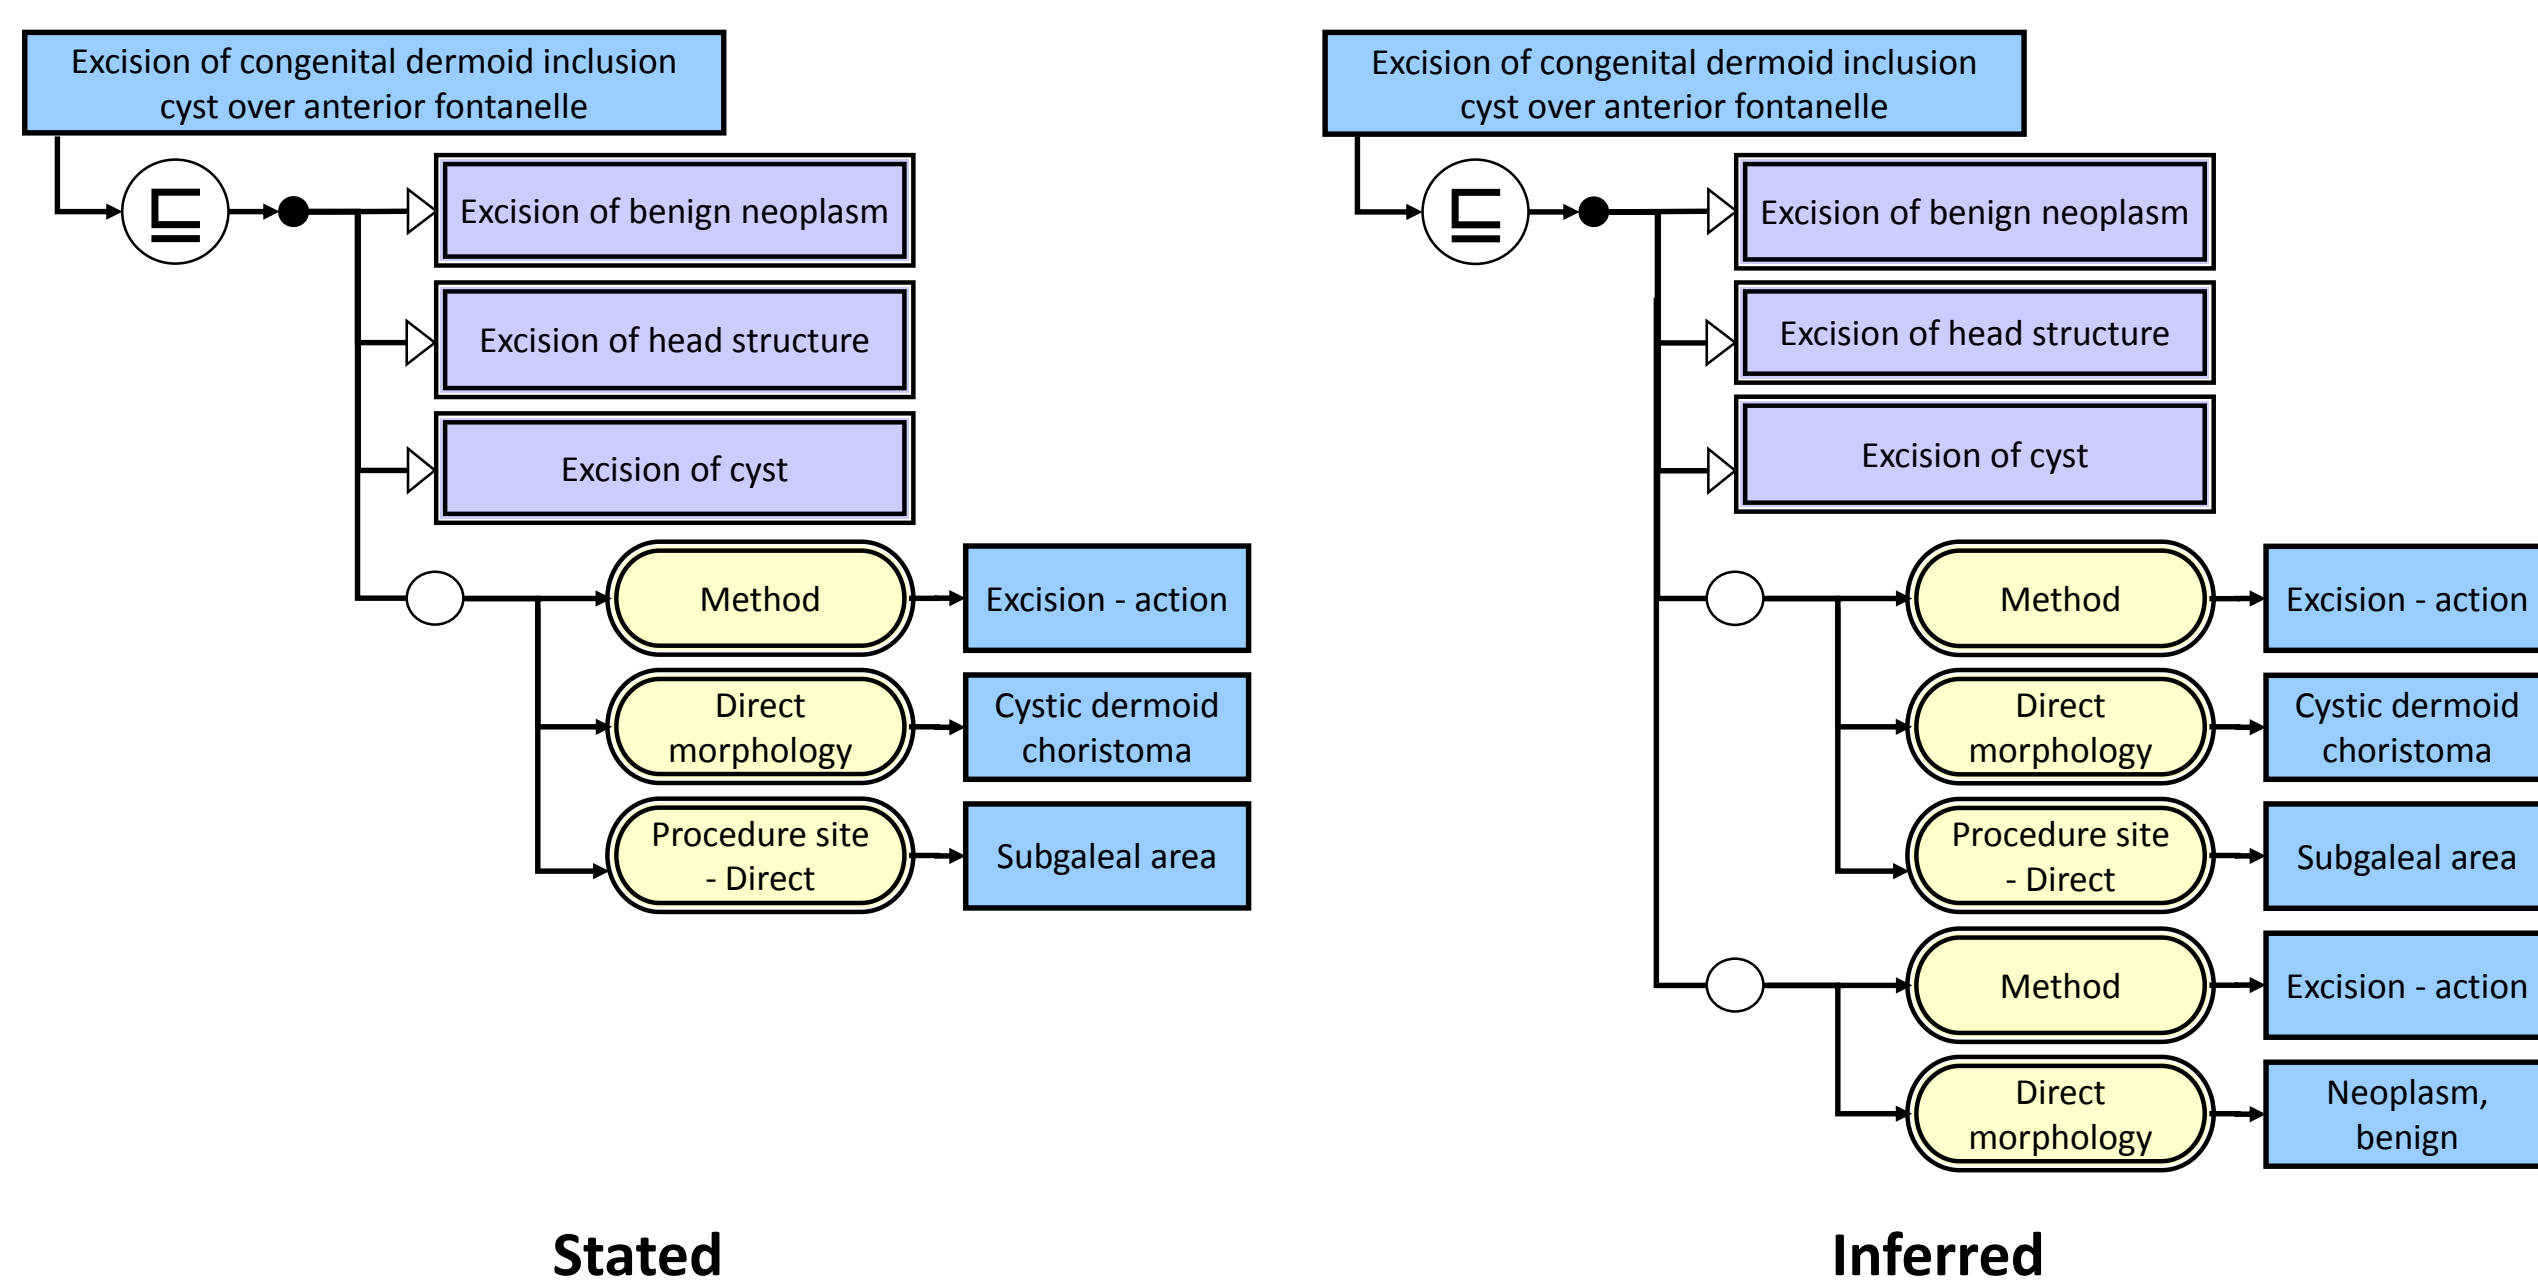 Excision of congenital dermoid inclusion
cyst over anterior fontanelle
⊑
Excision of benign neoplasm
Excision of head structure
Excision of cyst
Method
Excision - action
Direct
morphology
Cystic dermoid
choristoma
Procedure site
- Direct
Subgaleal area
Stated
Excision of congenital dermoid inclusion
cyst over anterior fontanelle
⊑
Excision of benign neoplasm
Excision of head structure
Excision of cyst
Method
Excision - action
Direct
morphology
Cystic dermoid
choristoma
Procedure site
- Direct
Subgaleal area
Method
Excision - action
Direct
morphology
Neoplasm,
benign
Inferred